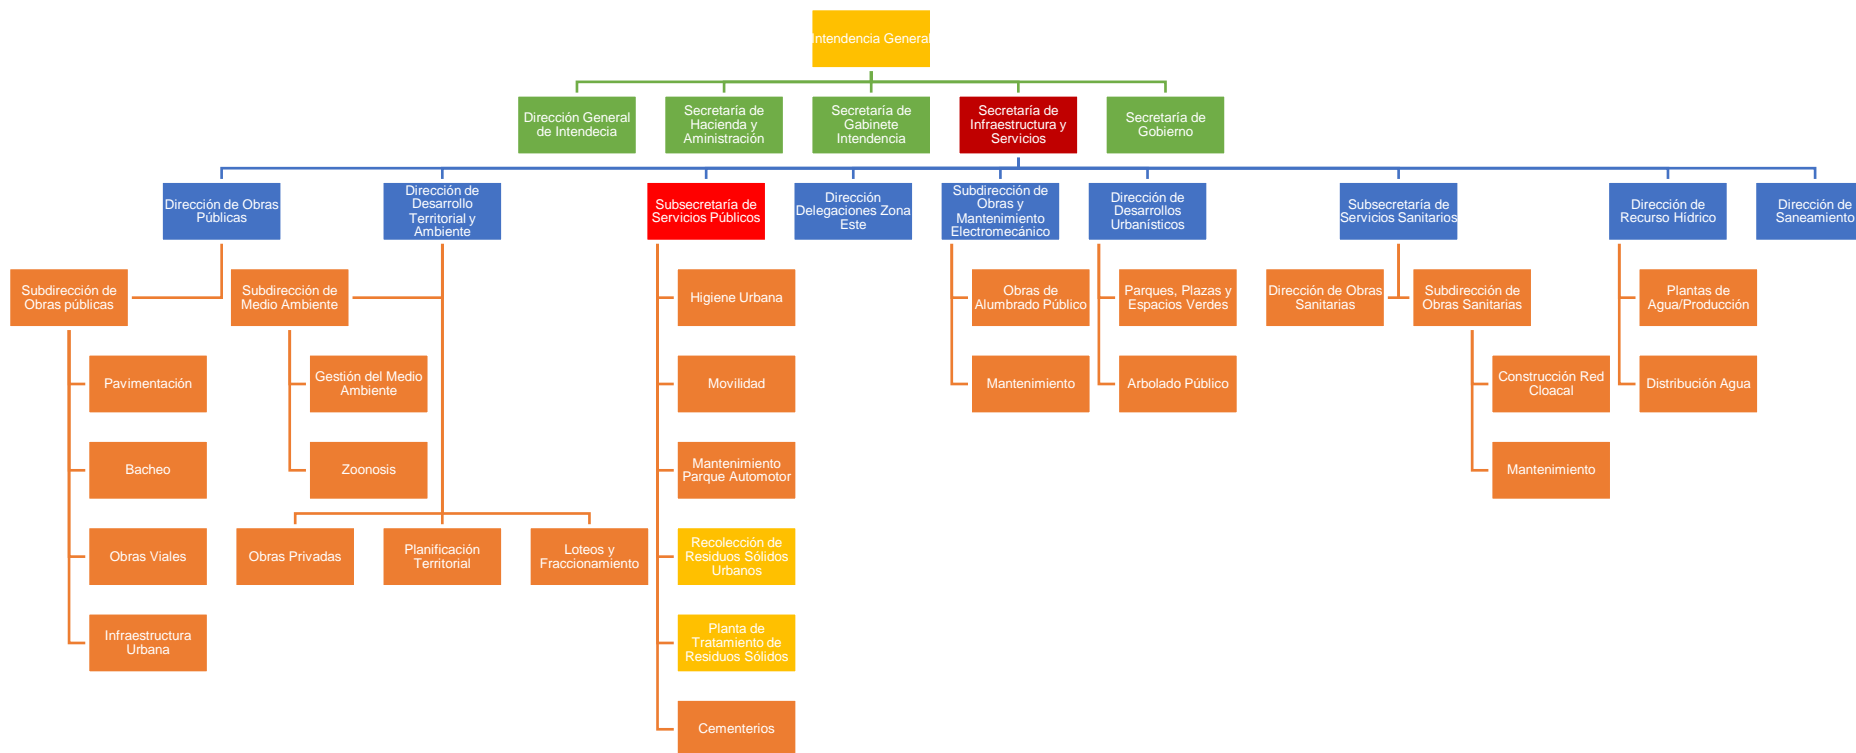 Intendencia General
Dirección General
de Intendecia
Secretaría de
Hacienda y
Aministración
Secretaría de
Gabinete
Intendencia
Secretaría de
Infraestructura y
Servicios
Secretaría de
Gobierno
Dirección de Obras
Públicas
Dirección de
Desarrollo
Territorial y
Ambiente
Subsecretaría de
Servicios Públicos
Dirección
Delegaciones Zona
Este
Subdirección de
Obras y
Mantenimiento
Electromecánico
Dirección de
Desarrollos
Urbanísticos
Subsecretaría de
Servicios Sanitarios
Dirección de
Recurso Hídrico
Dirección de
Saneamiento
Subdirección de
Obras públicas
Subdirección de
Medio Ambiente
Higiene Urbana
Obras de
Alumbrado Público
Parques, Plazas y
Espacios Verdes
Dirección de Obras
Sanitarias
Subdirección de
Obras Sanitarias
Plantas de
Agua/Producción
Pavimentación
Gestión del Medio
Ambiente
Movilidad
Mantenimiento
Arbolado Público
Construcción Red
Cloacal
Distribución Agua
Bacheo
Zoonosis
Mantenimiento
Parque Automotor
Mantenimiento
Obras Viales
Obras Privadas
Planificación
Territorial
Loteos y
Fraccionamiento
Recolección de
Residuos Sólidos
Urbanos
Infraestructura
Urbana
Planta de
Tratamiento de
Residuos Sólidos
Cementerios